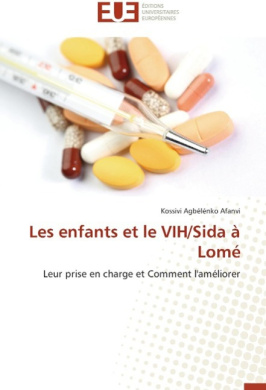 EUE
ÉDITIONS
UNIVERSITAIRES
EUROPÉENNES
Kossivi Agbélénko Afanvi
Les enfants et le VIH/Sida à
Lomé
Leur prise en charge et Comment l'améliorer